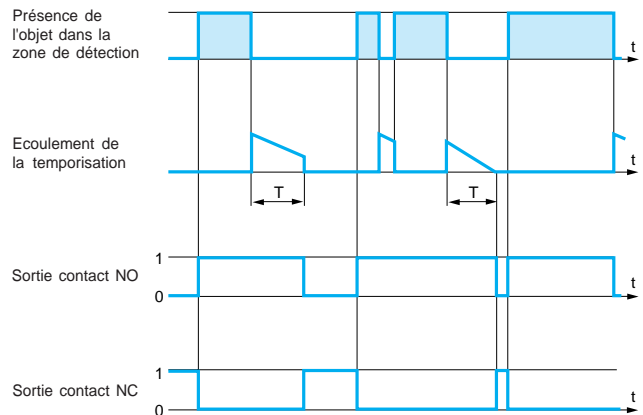 Présence de
l'objet dans la
zone de détection
t
Ecoulement de
la temporisation
t
T
T
1
Sortie contact NO
0
t
1
Sortie contact NC
0
t